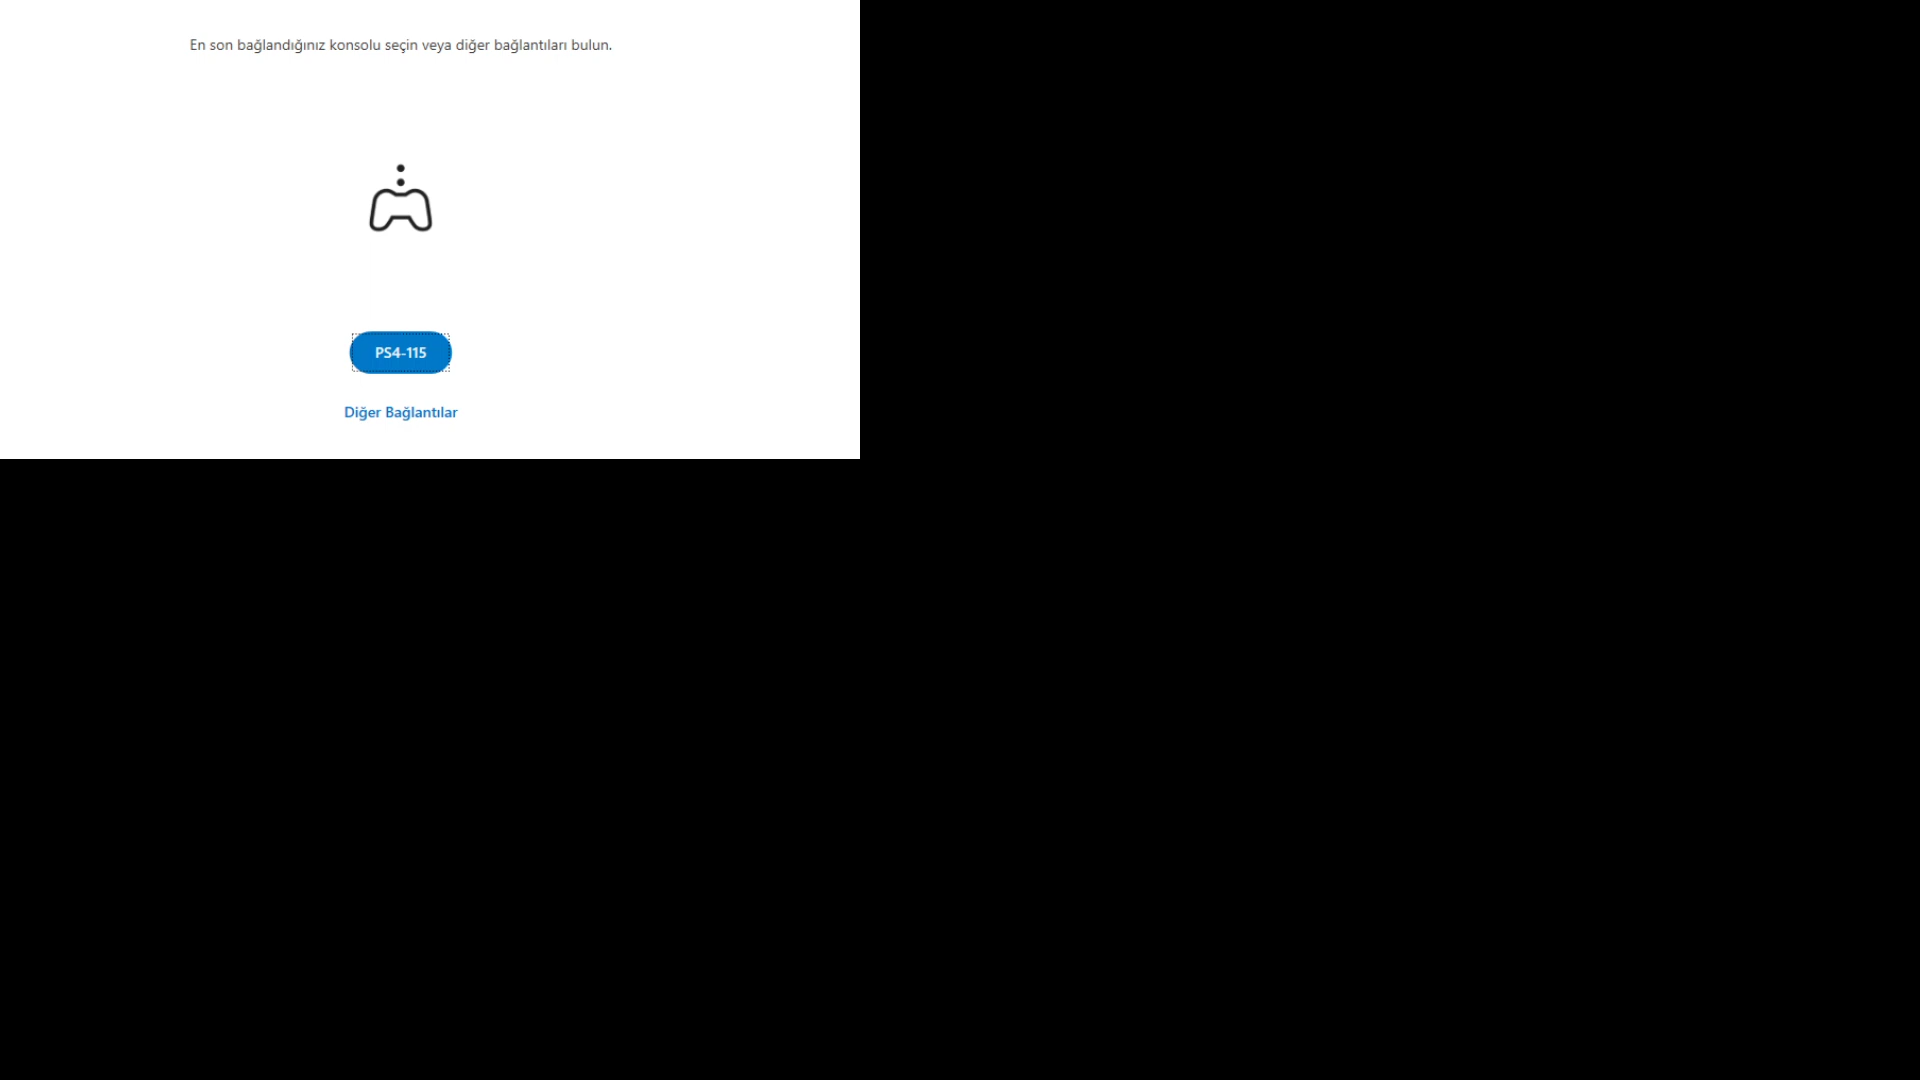 En son bağlandığınız konsolu seçin veya diğer bağlantıları bulun.
PS4-115
Diğer Bağlantılar